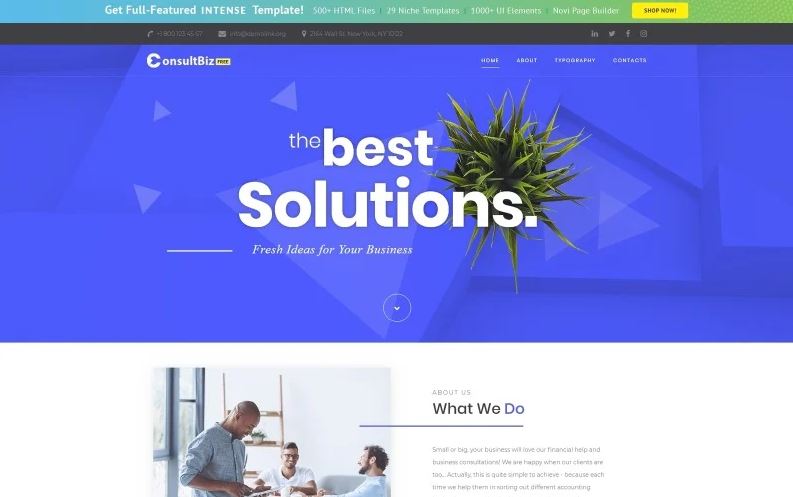 Get Full-Featured INTENSE Template! 500+ HTML Files | 29 Niche Templates | 1000+ UI Elements | Novi Page Builder SHOP NOW!
+1 800 123 45 67 info@demolink.org 2164 Wall St. New York, NY 10122
ConsultBiz FREE HOME ABOUT TYPOGRAPHY CONTACTS
the best
Solutions.
Fresh Ideas for Your Business
ABOUT US
What We Do
Small or big, your business will love our financial help and
business consultations! We are happy when our clients are
too... Actually, this is quite simple to achieve - because each
time we help them in sorting out different accounting